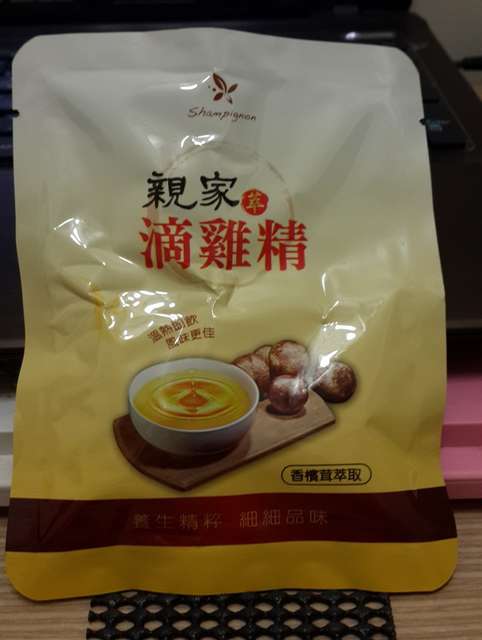 Shampignon
親家萃
滴雞精
溫熱即飲
風味更佳
香檳茸萃取
養生精粹 細細品味